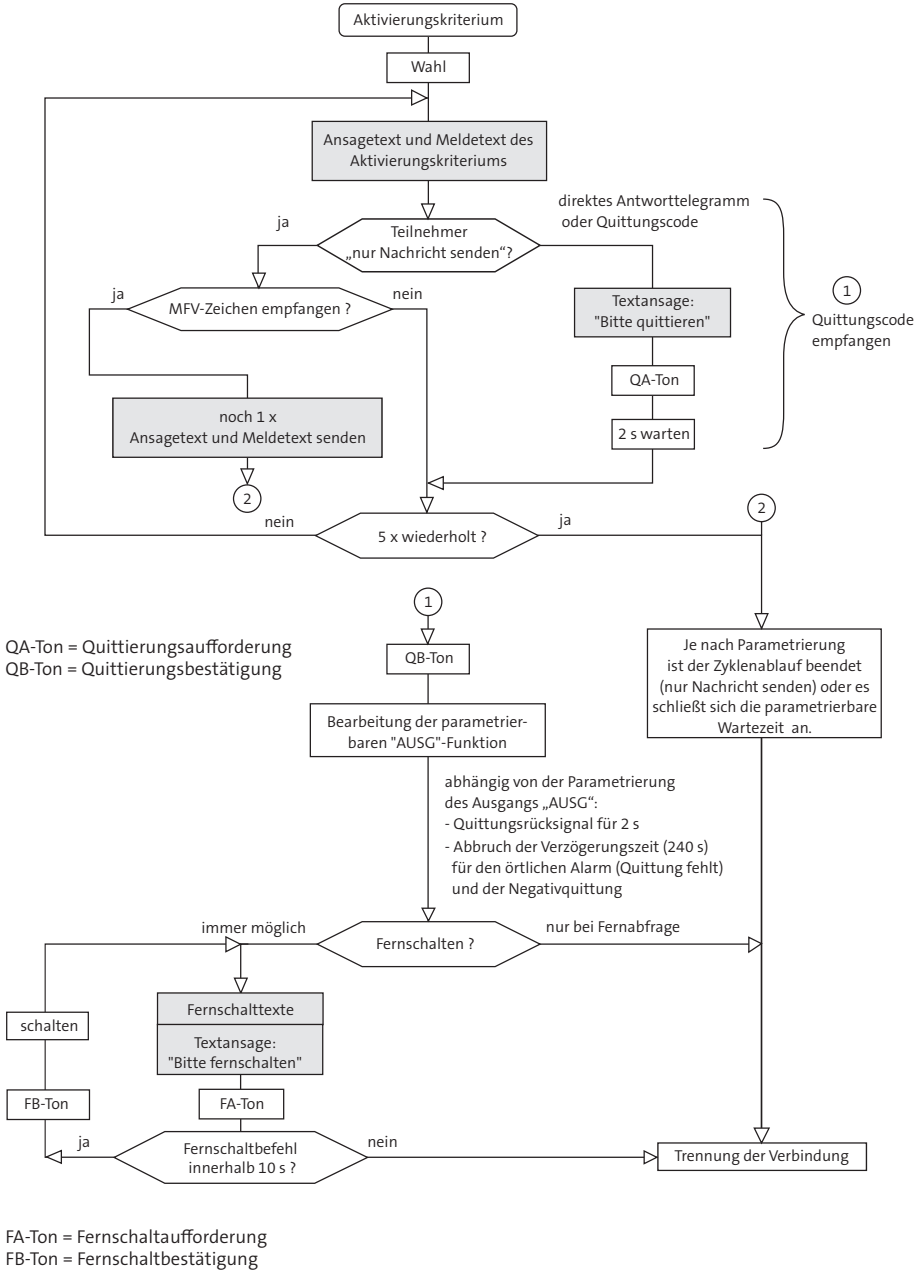 Aktivierungskriterium
Wahl
Ansagetext und Meldetext des
Aktivierungskriteriums
direktes Antworttelegramm
oder Quittungscode
ja
Teilnehmer
„nur Nachricht senden“?
1
Quittungscode
empfangen
ja
MFV-Zeichen empfangen ?
nein
Textansage:
"Bitte quittieren"
QA-Ton
noch 1 x
Ansagetext und Meldetext senden
2 s warten
2
nein
5 x wiederholt ?
ja
2
1
QA-Ton = Quittierungsaufforderung
QB-Ton = Quittierungsbestätigung
QB-Ton
Je nach Parametrierung
ist der Zyklenablauf beendet
(nur Nachricht senden) oder es
schließt sich die parametrierbare
Wartezeit an.
Bearbeitung der parametrier-
baren "AUSG"-Funktion
abhängig von der Parametrierung
des Ausgangs „AUSG“:
- Quittungsrücksignal für 2 s
- Abbruch der Verzögerungszeit (240 s)
für den örtlichen Alarm (Quittung fehlt)
und der Negativquittung
immer möglich
Fernschalten ?
nur bei Fernabfrage
schalten
Fernschalttexte
Textansage:
"Bitte fernschalten"
FB-Ton
FA-Ton
ja
Fernschaltbefehl
innerhalb 10 s ?
nein
Trennung der Verbindung
FA-Ton = Fernschaltaufforderung
FB-Ton = Fernschaltbestätigung